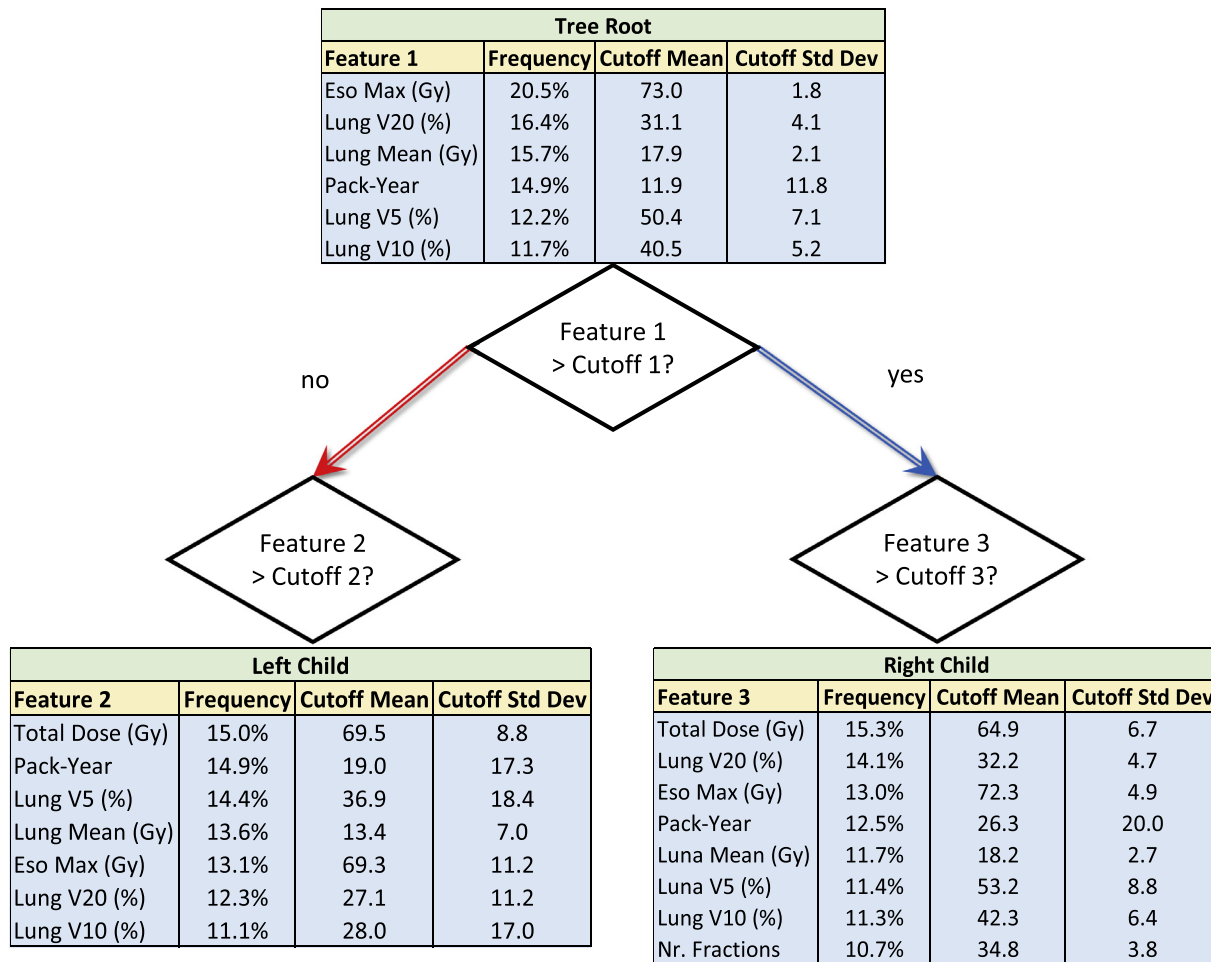 Tree Root
Feature 1 Frequency Cutoff Mean Cutoff Std Dev
Eso Max (Gy) 20.5% 73.0 1.8
Lung V20 (%) 16.4% 31.1 4.1
Lung Mean (Gy) 15.7% 17.9 2.1
Pack-Year 14.9% 11.9 11.8
Lung V5 (%) 12.2% 50.4 7.1
Lung V10 (%) 11.7% 40.5 5.2
Feature 1
> Cutoff 1?
no
yes
Feature 2
> Cutoff 2?
Feature 3
> Cutoff 3?
Left Child
Feature 2 Frequency Cutoff Mean Cutoff Std Dev
Total Dose (Gy) 15.0% 69.5 8.8
Pack-Year 14.9% 19.0 17.3
Lung V5 (%) 14.4% 36.9 18.4
Lung Mean (Gy) 13.6% 13.4 7.0
Eso Max (Gy) 13.1% 69.3 11.2
Lung V20 (%) 12.3% 27.1 11.2
Lung V10 (%) 11.1% 28.0 17.0
Right Child
Feature 3 Frequency Cutoff Mean Cutoff Std Dev
Total Dose (Gy) 15.3% 64.9 6.7
Lung V20 (%) 14.1% 32.2 4.7
Eso Max (Gy) 13.0% 72.3 4.9
Pack-Year 12.5% 26.3 20.0
Luna Mean (Gy) 11.7% 18.2 2.7
Luna V5 (%) 11.4% 53.2 8.8
Lung V10 (%) 11.3% 42.3 6.4
Nr. Fractions 10.7% 34.8 3.8